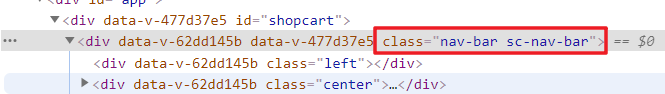 <div id="app">
▼<div data-v-477d37e5 id="shopcart">
··· ▼<div data-v-62dd145b data-v-477d37e5 class="nav-bar sc-nav-bar"> == $0
<div data-v-62dd145b class="left"></div>
▶<div data-v-62dd145b class="center">…</div>